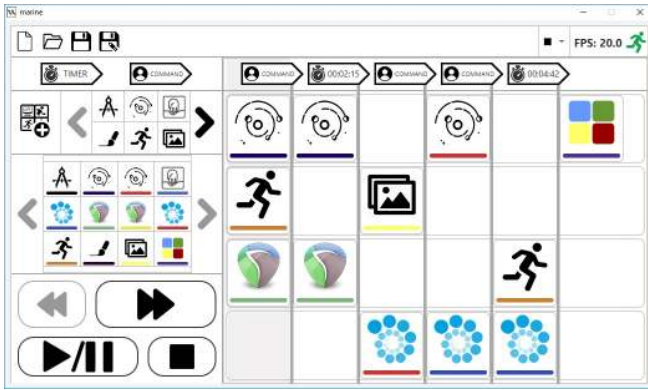 marine
FPS: 20.0
TIMER
COMMAND
COMMAND
00:02:15
COMMAND
COMMAND
00:04:42